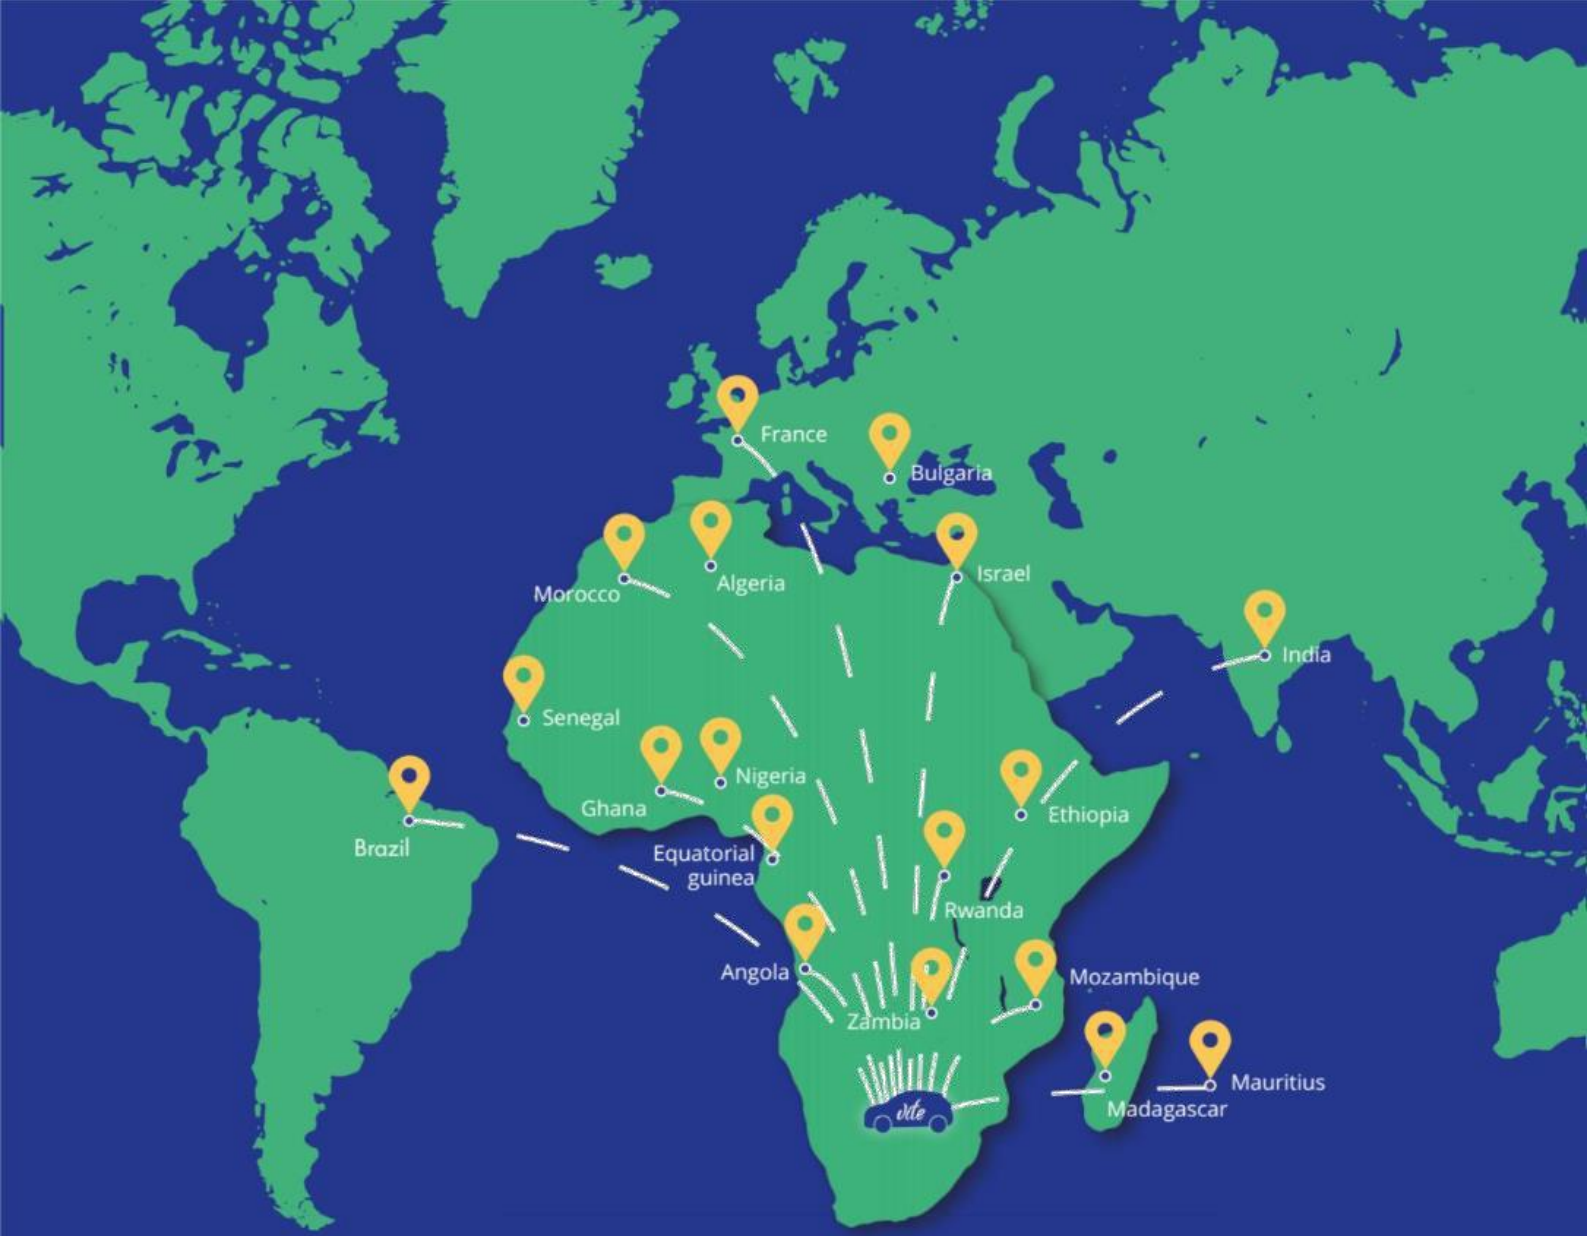 France
Bulgaria
Israel
Algeria
Morocco
India
Senegal
Nigeria
Ghana
Ethiopia
Brazil
Equatorial
guinea
Rwanda
Angola
Mozambique
Zambia
Mauritius
Madagascar
vite